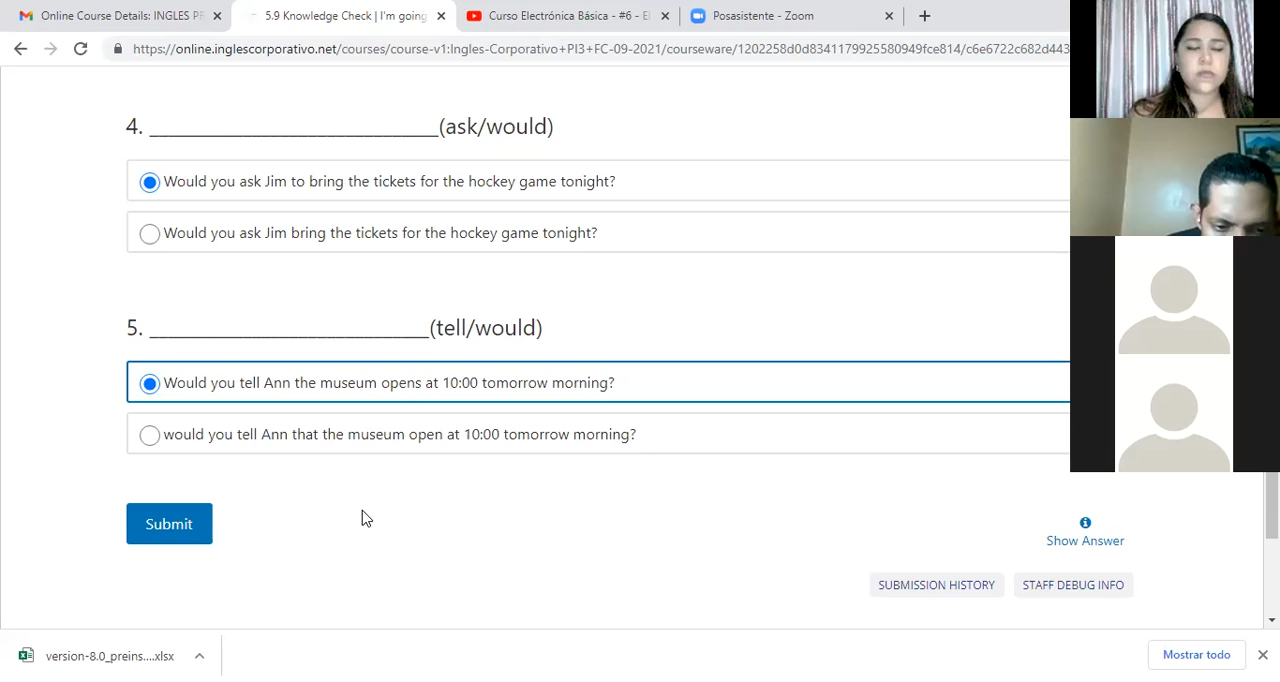 Online Course Details: INGLES PR
5.9 Knowledge Check | I'm going
Curso Electrónica Básica - #6 - El
Posasistente - Zoom
https://online.inglescorporativo.net/courses/course-v1:Ingles-Corporativo+PI3+FC-09-2021/courseware/1202258d0d8341179925580949fce814/c6e6722c682d443
4. ____________________________(ask/would)
Would you ask Jim to bring the tickets for the hockey game tonight?
Would you ask Jim bring the tickets for the hockey game tonight?
5. ___________________________(tell/would)
Would you tell Ann the museum opens at 10:00 tomorrow morning?
would you tell Ann that the museum open at 10:00 tomorrow morning?
Submit
Show Answer
SUBMISSION HISTORY
STAFF DEBUG INFO
version-8.0_preins....xlsx
Mostrar todo